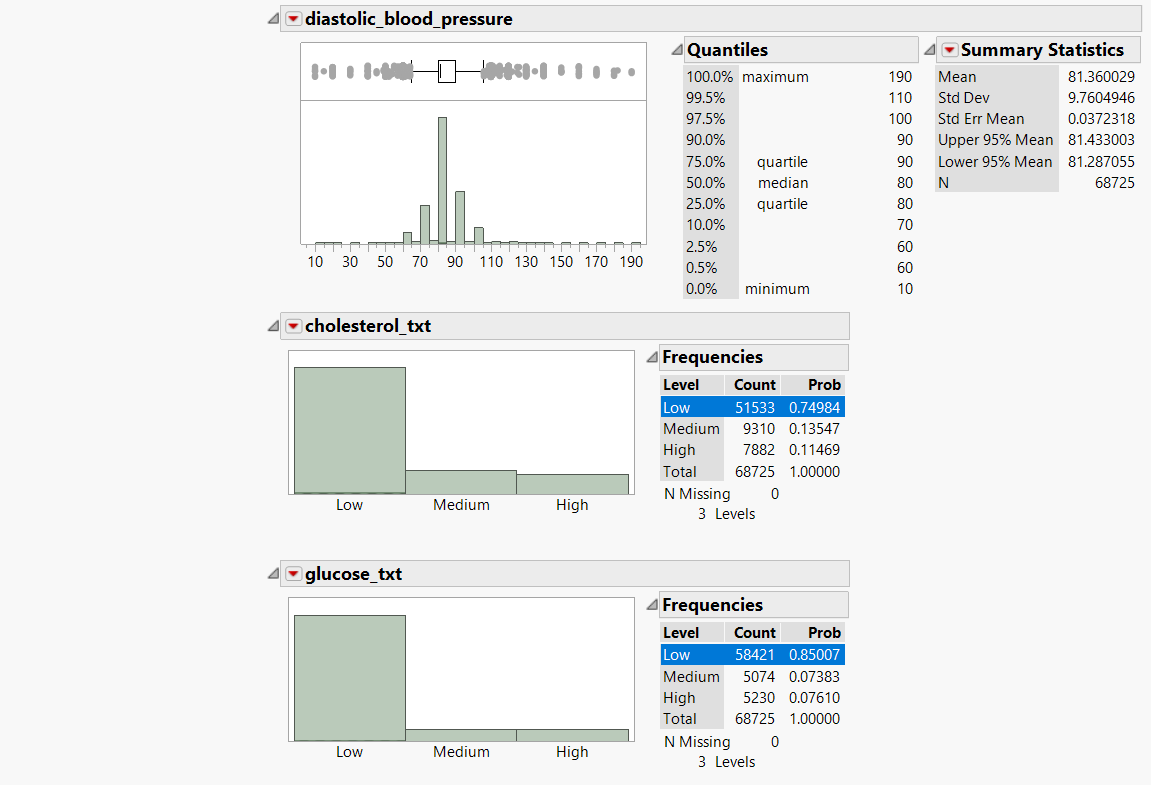 diastolic_blood_pressure
10 30 50 70 90 110 130 150 170 190
Quantiles
100.0% maximum 190
99.5% 110
97.5% 100
90.0% 90
75.0% quartile 90
50.0% median 80
25.0% quartile 80
10.0% 70
2.5% 60
0.5% 60
0.0% minimum 10
Summary Statistics
Mean 81.360029
Std Dev 9.7604946
Std Err Mean 0.0372318
Upper 95% Mean 81.433003
Lower 95% Mean 81.287055
N 68725
cholesterol_txt
Low Medium High
Frequencies
Level Count Prob
Low 51533 0.74984
Medium 9310 0.13547
High 7882 0.11469
Total 68725 1.00000
N Missing 0
3 Levels
glucose_txt
Low Medium High
Frequencies
Level Count Prob
Low 58421 0.85007
Medium 5074 0.07383
High 5230 0.07610
Total 68725 1.00000
N Missing 0
3 Levels